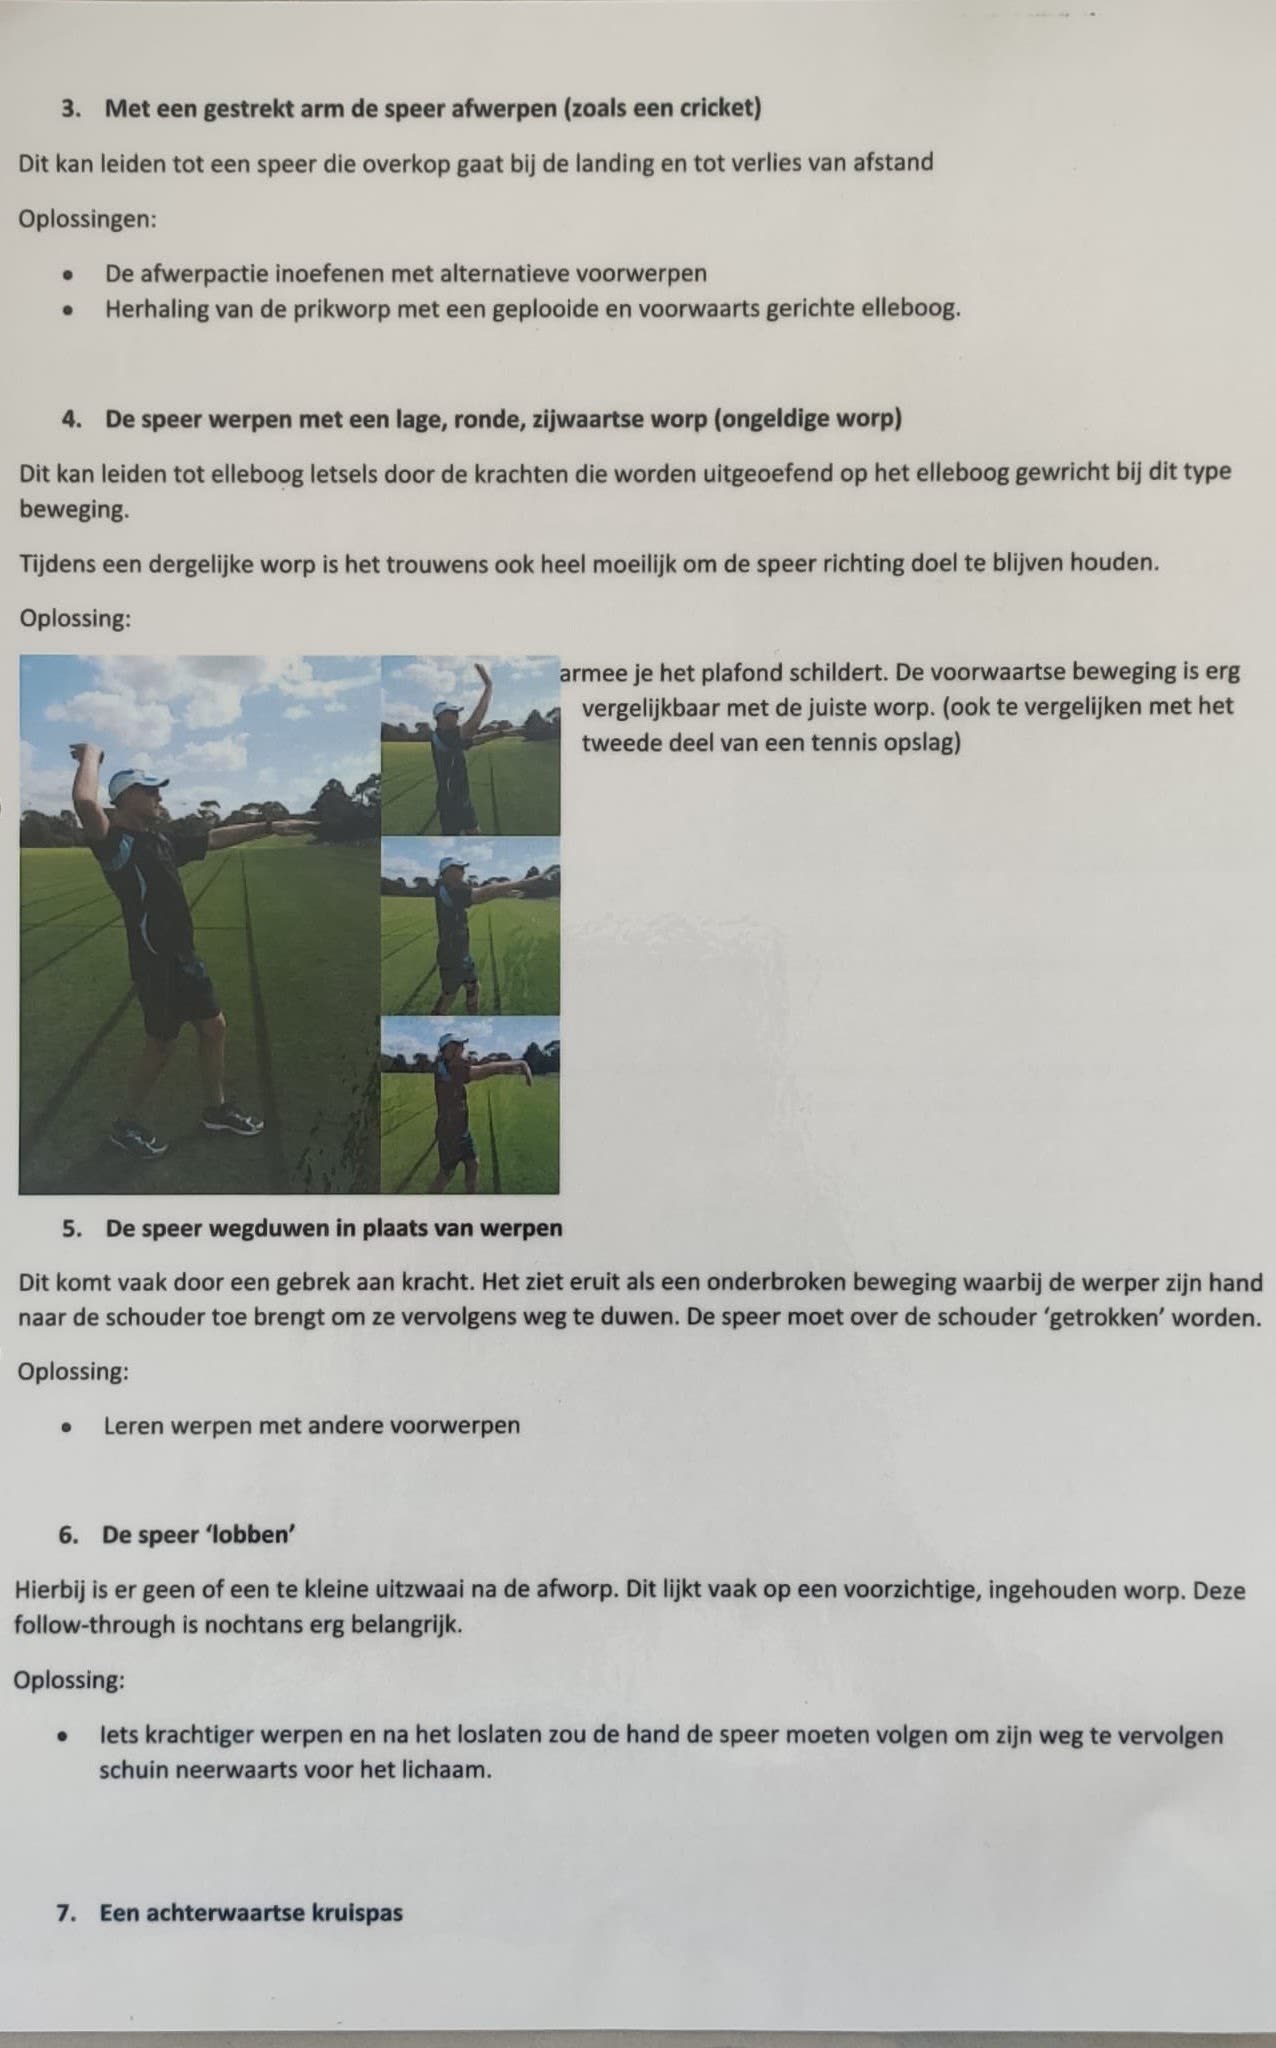 3. Met een gestrekt arm de speer afwerpen (zoals een cricket)
Dit kan leiden tot een speer die overkop gaat bij de landing en tot verlies van afstand
Oplossingen:
• De afwerpactie inoefenen met alternatieve voorwerpen
• Herhaling van de prikworp met een geplooide en voorwaarts gerichte elleboog.
4. De speer werpen met een lage, ronde, zijwaartse worp (ongeldige worp)
Dit kan leiden tot elleboog letsels door de krachten die worden uitgeoefend op het elleboog gewricht bij dit type
beweging.
Tijdens een dergelijke worp is het trouwens ook heel moeilijk om de speer richting doel te blijven houden.
Oplossing:
armee je het plafond schildert. De voorwaartse beweging is erg
vergelijkbaar met de juiste worp. (ook te vergelijken met het
tweede deel van een tennis opslag)
5. De speer wegduwen in plaats van werpen
Dit komt vaak door een gebrek aan kracht. Het ziet eruit als een onderbroken beweging waarbij de werper zijn hand
naar de schouder toe brengt om ze vervolgens weg te duwen. De speer moet over de schouder ‘getrokken’ worden.
Oplossing:
• Leren werpen met andere voorwerpen
6. De speer ‘lobben’
Hierbij is er geen of een te kleine uitzwaai na de afworp. Dit lijkt vaak op een voorzichtige, ingehouden worp. Deze
follow-through is nochtans erg belangrijk.
Oplossing:
• Iets krachtiger werpen en na het loslaten zou de hand de speer moeten volgen om zijn weg te vervolgen
schuin neerwaarts voor het lichaam.
7. Een achterwaartse kruispas